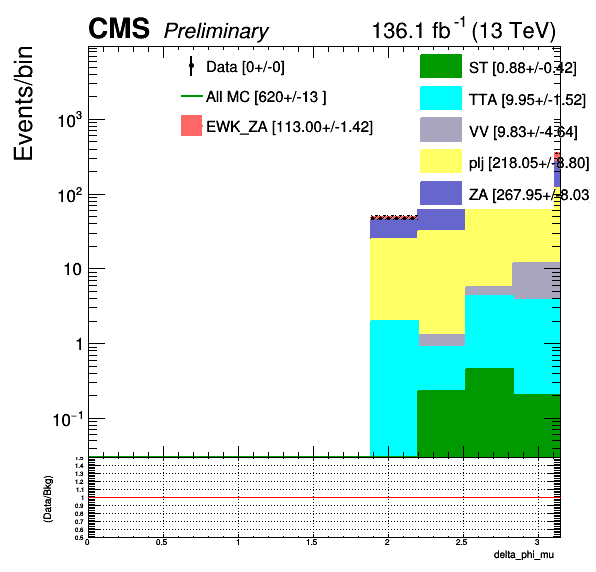 CMS Preliminary 136.1 fb⁻¹ (13 TeV)
Events/bin
Data [0+/-0]
All MC [620+/-13 ]
EWK_ZA [113.00+/-1.42]
ST [0.88+/-0.42]
TTA [9.95+/-1.52]
VV [9.83+/-4.64]
plj [218.05+/-8.80]
ZA [267.95+/-8.03
10³
10²
10
1
10⁻¹
(Data/Bkg)
1.5
1.4
1.3
1.2
1.1
1
0.9
0.8
0.7
0.6
0.5
0 0.5 1 1.5 2 2.5 3
delta_phi_mu